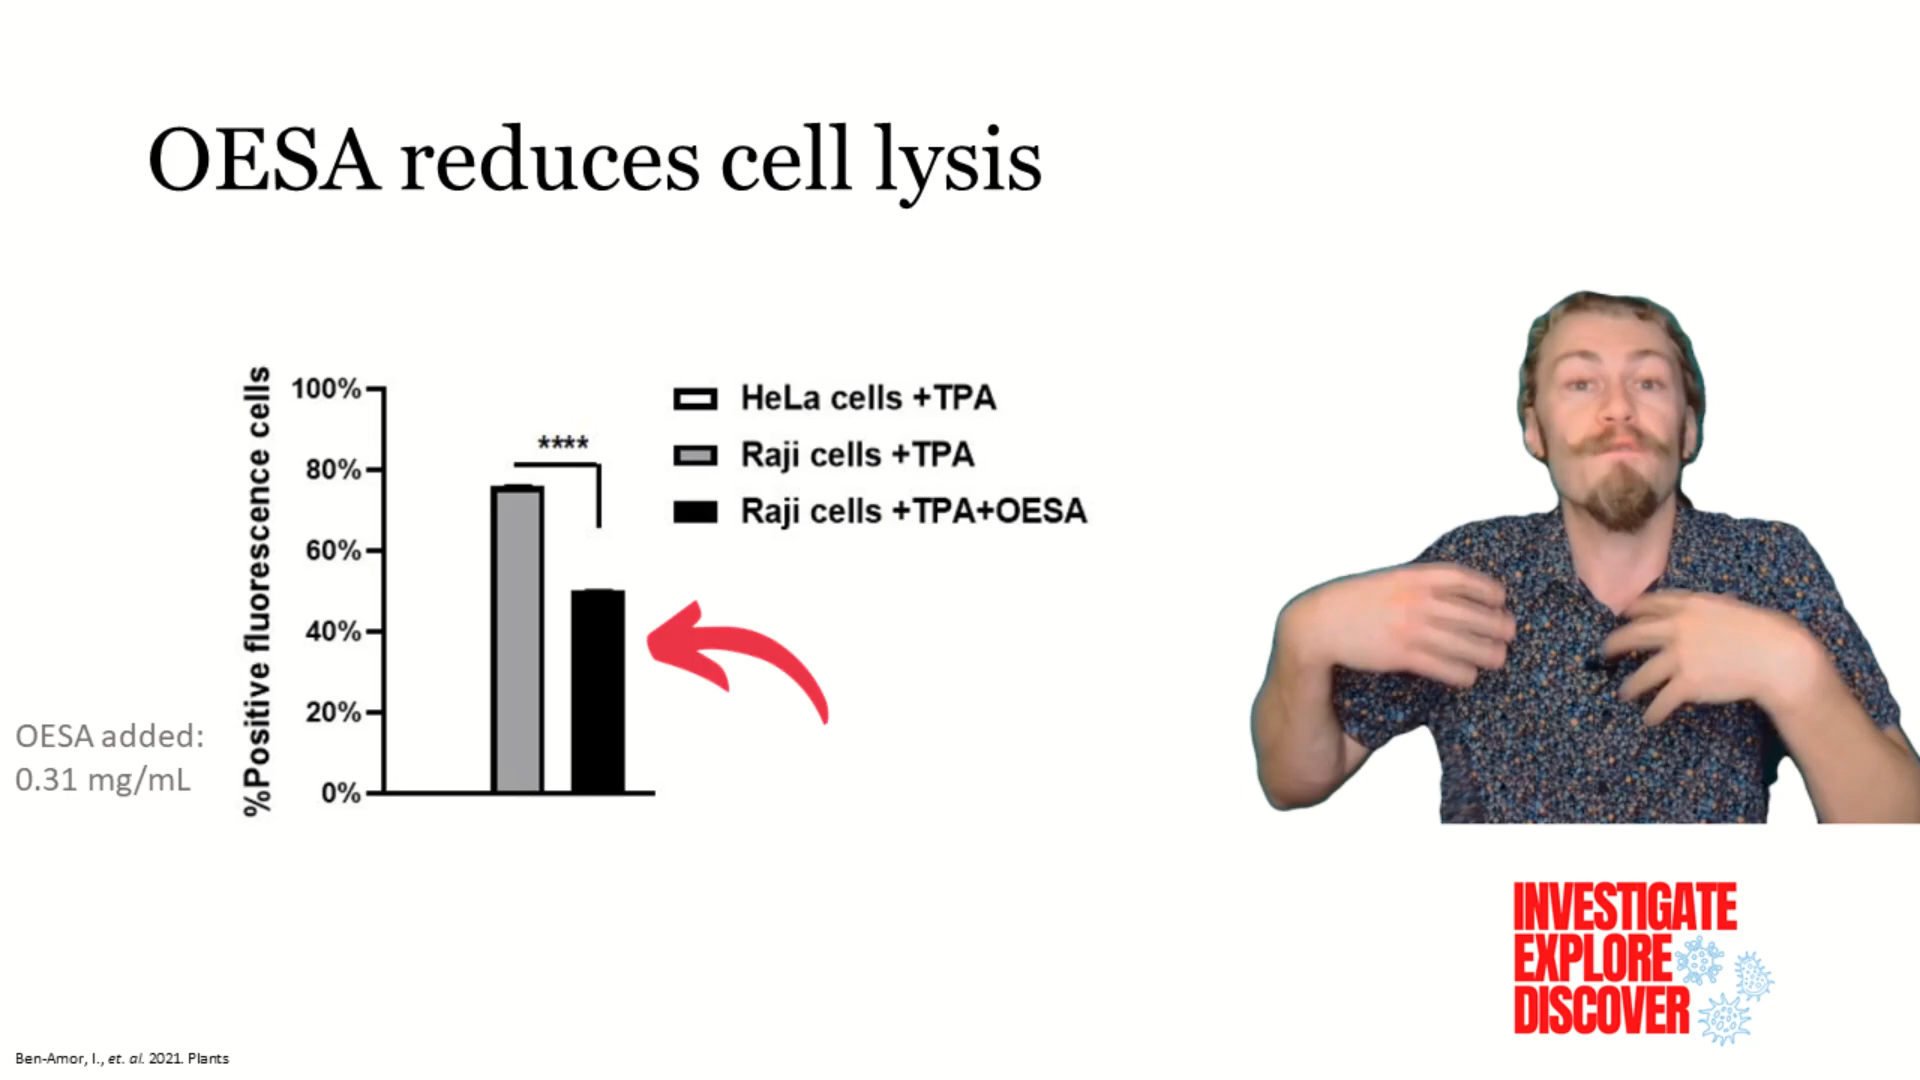 OESA reduces cell lysis
%Positive fluorescence cells
100%
80%
60%
40%
20%
0%
****
HeLa cells +TPA
Raji cells +TPA
Raji cells +TPA+OESA
OESA added:
0.31 mg/mL
INVESTIGATE
EXPLORE
DISCOVER
Ben-Amor, I., et. al. 2021. Plants